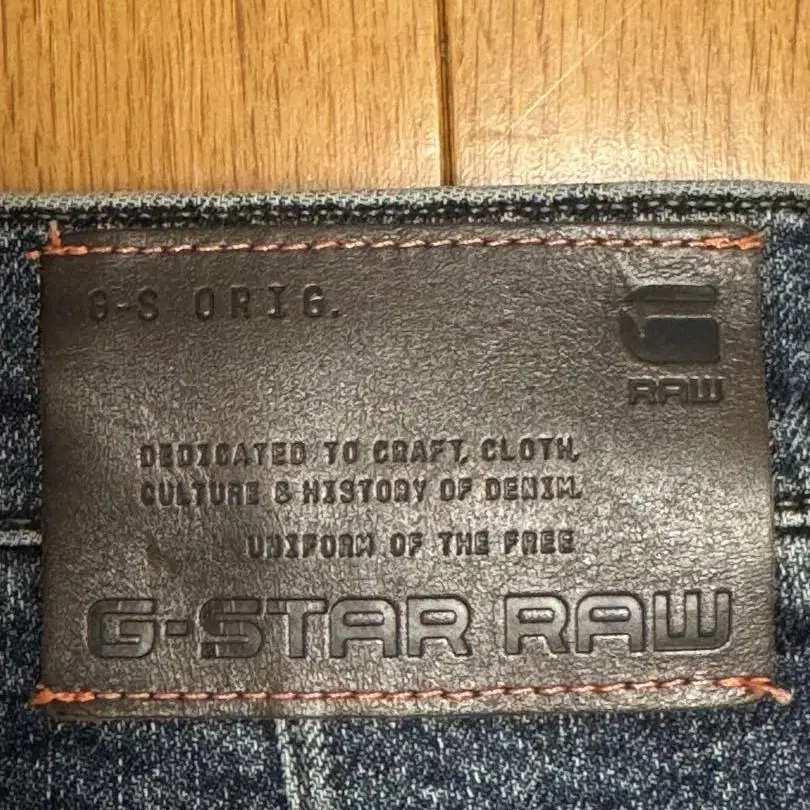 G-S ORIG.
RAW
DEDICATED TO CRAFT, CLOTH,
CULTURE & HISTORY OF DENIM.
UNIFORM OF THE FREE
G-STAR RAW